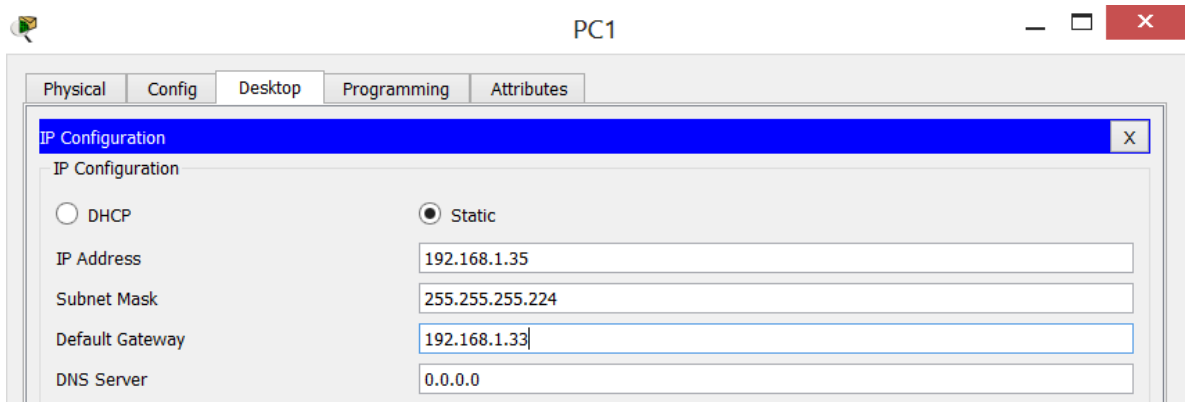 PC1
Physical Config Desktop Programming Attributes
IP Configuration X
IP Configuration
DHCP Static
IP Address 192.168.1.35
Subnet Mask 255.255.255.224
Default Gateway 192.168.1.33
DNS Server 0.0.0.0